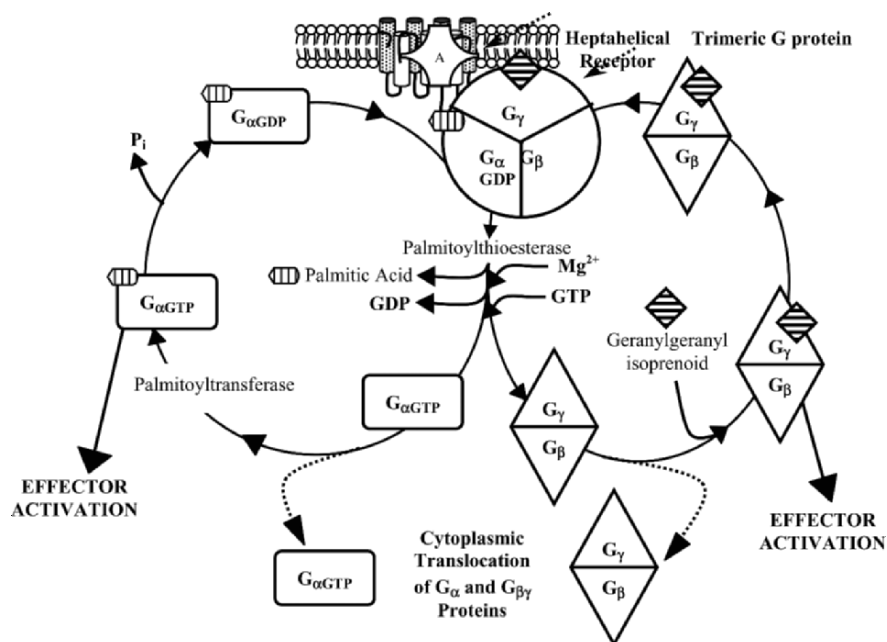 A
Heptahelical
Receptor
Trimeric G protein
GαGDP
Gγ
Gα
GDP
Gβ
Gγ
Gβ
Pi
Palmitoylthioesterase
Palmitic Acid
Mg2+
GDP
GTP
GαGTP
Geranylgeranyl
isoprenoid
Gγ
Gβ
Palmitoyltransferase
GαGTP
Gγ
Gβ
EFFECTOR
ACTIVATION
EFFECTOR
ACTIVATION
Cytoplasmic
Translocation
of Gα and Gβγ
Proteins
GαGTP
Gγ
Gβ